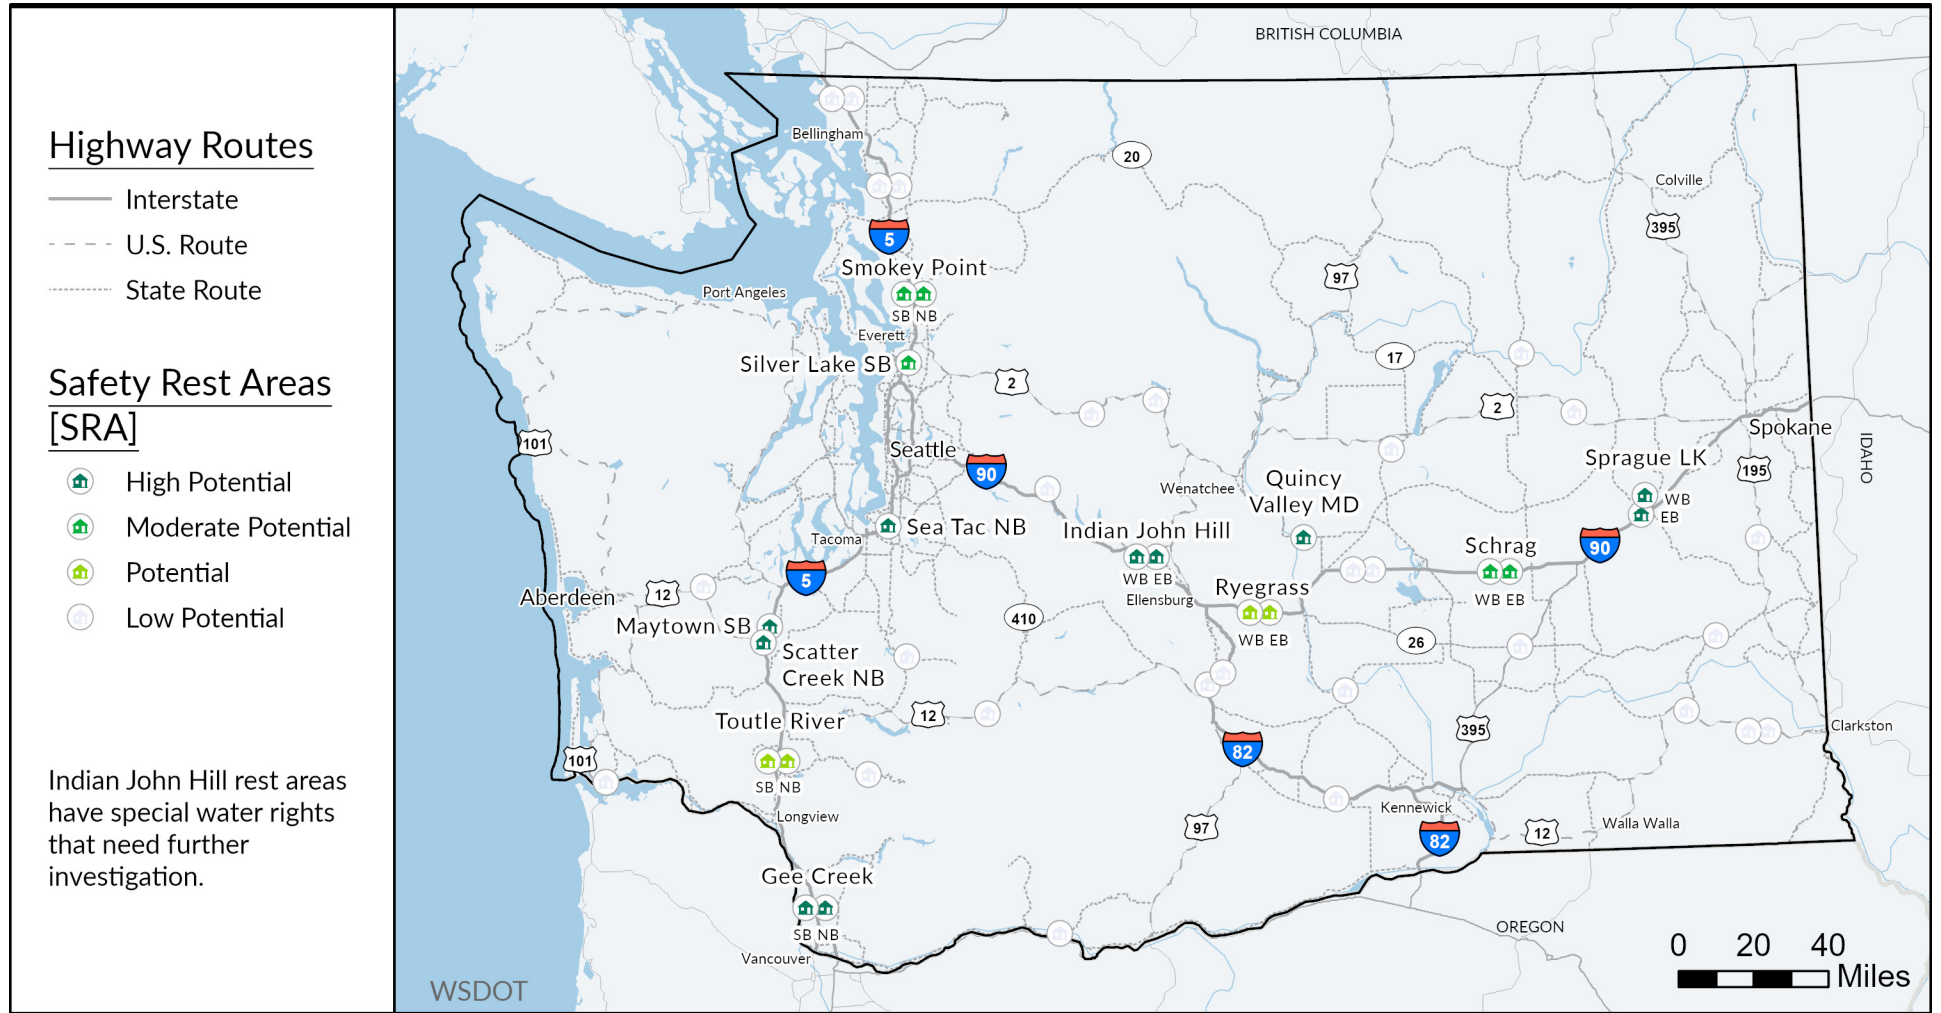 Highway Routes
Interstate
U.S. Route
State Route
Safety Rest Areas
[SRA]
High Potential
Moderate Potential
Potential
Low Potential
Indian John Hill rest areas
have special water rights
that need further
investigation.
BRITISH COLUMBIA
Bellingham
20
Colville
395
5
Smokey Point
97
Port Angeles
SB NB
Everett
Silver Lake SB
17
2
2
101
Seattle
Spokane
IDAHO
90
Sprague LK
195
Quincy
Valley MD
Wenatchee
WB
EB
Sea Tac NB
Indian John Hill
Tacoma
Schrag
90
5
WB EB
Ryegrass
12
Aberdeen
Ellensburg
WB EB
410
Maytown SB
WB EB
26
Scatter
Creek NB
Toutle River
12
395
Clarkston
82
101
SB NB
Longview
Kennewick
97
82
12
Walla Walla
Gee Creek
SB NB
OREGON
Vancouver
0 20 40
Miles
WSDOT